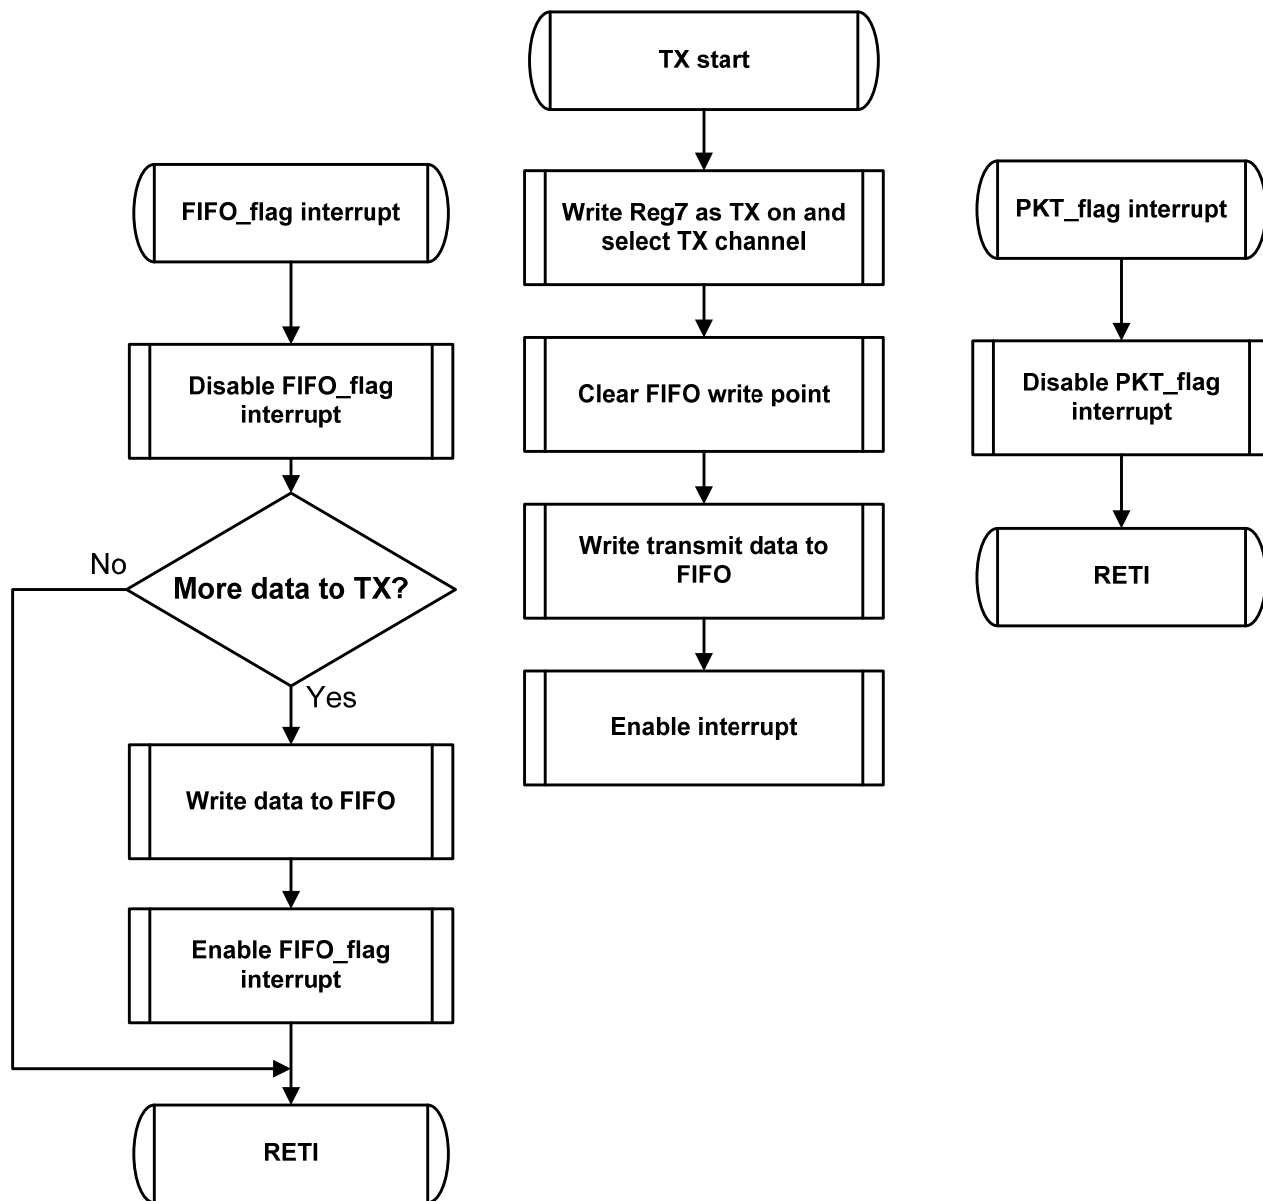 TX start
Write Reg7 as TX on and
select TX channel
Clear FIFO write point
Write transmit data to
FIFO
Enable interrupt
FIFO_flag interrupt
Disable FIFO_flag
interrupt
More data to TX?
No
Yes
Write data to FIFO
Enable FIFO_flag
interrupt
RETI
PKT_flag interrupt
Disable PKT_flag
interrupt
RETI